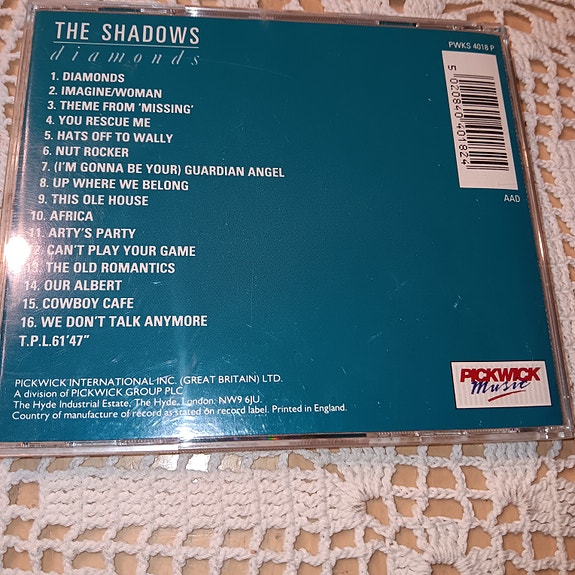 THE SHADOWS
diamonds
PWKS 4018 P
5 020840 401824
AAD
1. DIAMONDS
2. IMAGINE/WOMAN
3. THEME FROM 'MISSING'
4. YOU RESCUE ME
5. HATS OFF TO WALLY
6. NUT ROCKER
7. (I'M GONNA BE YOUR) GUARDIAN ANGEL
8. UP WHERE WE BELONG
9. THIS OLE HOUSE
10. AFRICA
11. ARTY'S PARTY
12. CAN'T PLAY YOUR GAME
13. THE OLD ROMANTICS
14. OUR ALBERT
15. COWBOY CAFE
16. WE DON'T TALK ANYMORE
T.P.L.61'47"
PICKWICK INTERNATIONAL INC. (GREAT BRITAIN) LTD.
A division of PICKWICK GROUP PLC
The Hyde Industrial Estate, The Hyde, London. NW9 6JU.
Country of manufacture of record as stated on record label. Printed in England.
PICKWICK
Music